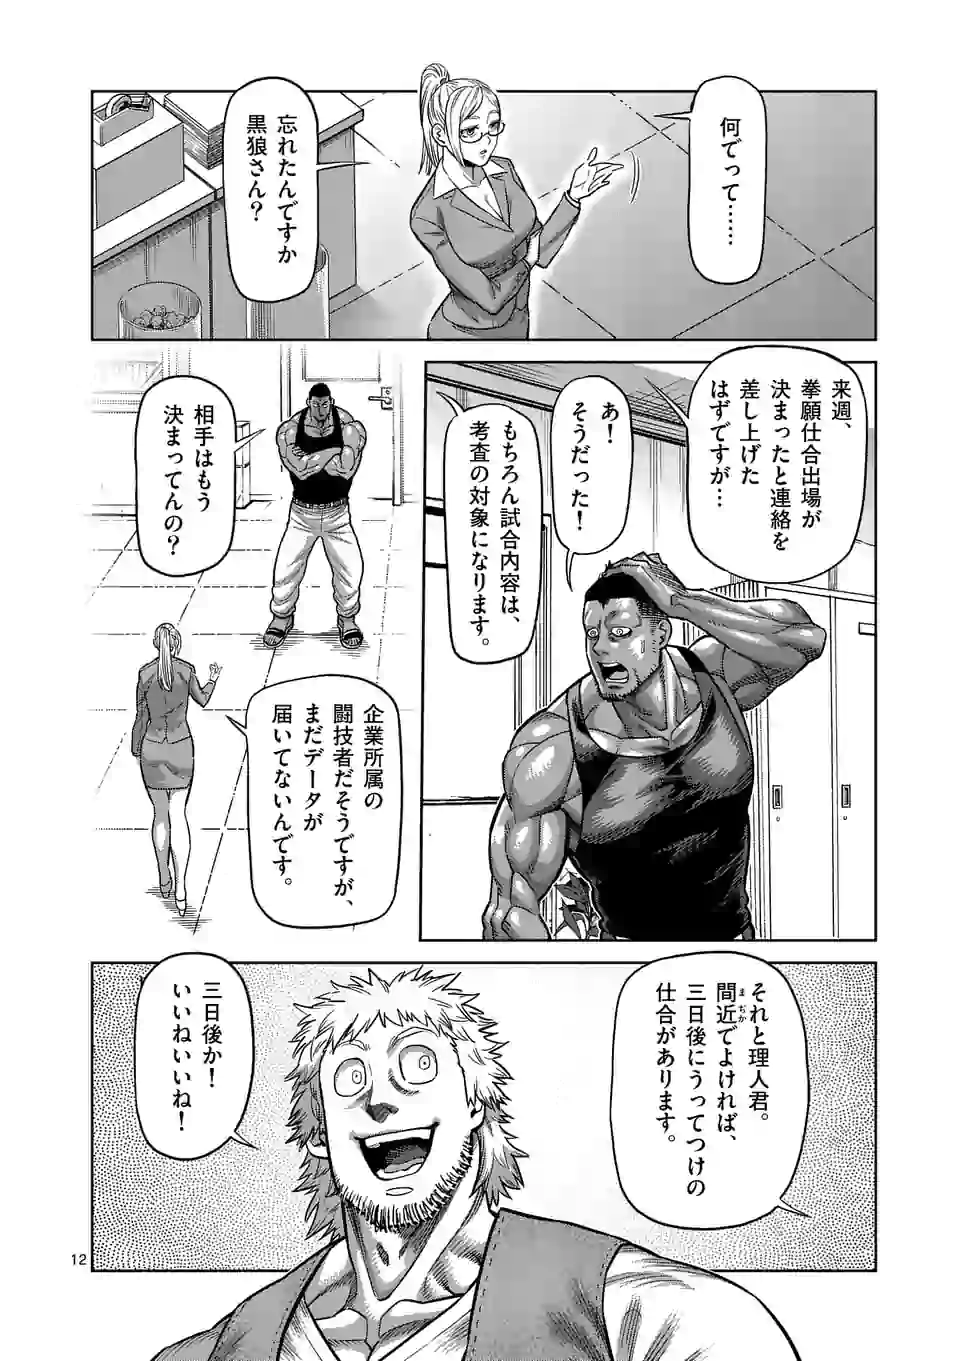 何でって……
忘れたんですか
黒狼さん？
来週、
拳願仕合出場が
決まったと連絡を
差し上げた
はずですが…
あ！
そうだった！
もちろん試合内容は、
考査の対象になります。
相手はもう
決まってんの？
企業所属の
闘技者だそうですが、
まだデータが
届いてないんです。
それと理人君。
間近でよければ、
まぢか
三日後にうってつけの
仕合があります。
三日後か！
いいねいいね！
12